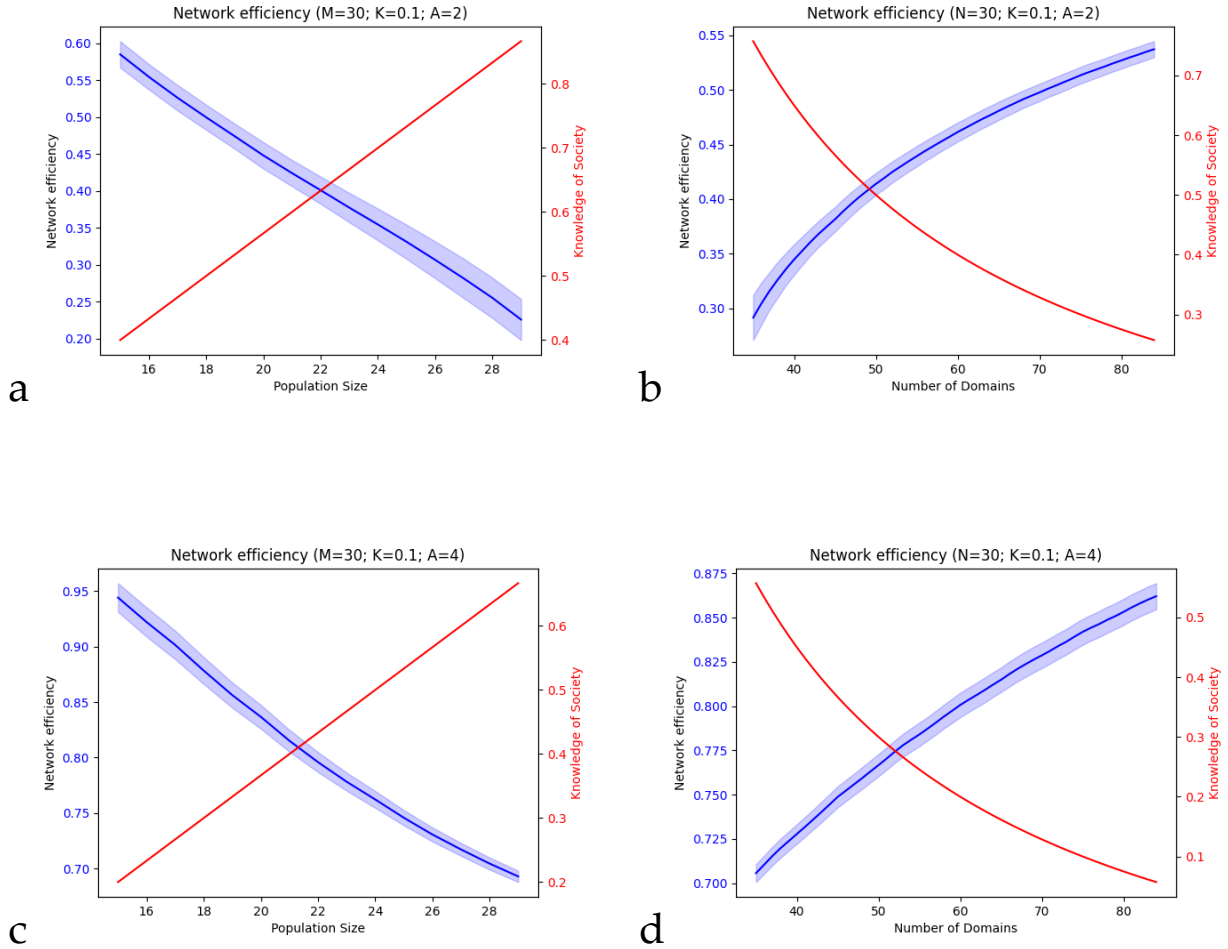 Network efficiency (M=30; K=0.1; A=2)
0.60
0.55
0.50
0.45
0.40
0.35
0.30
0.25
0.20
Network efficiency
0.8
0.7
0.6
0.5
0.4
Knowledge of Society
16 18 20 22 24 26 28
Population Size
a
Network efficiency (N=30; K=0.1; A=2)
0.55
0.50
0.45
0.40
0.35
0.30
Network efficiency
0.7
0.6
0.5
0.4
0.3
Knowledge of Society
40 50 60 70 80
Number of Domains
b
Network efficiency (M=30; K=0.1; A=4)
0.95
0.90
0.85
0.80
0.75
0.70
Network efficiency
0.6
0.5
0.4
0.3
0.2
Knowledge of Society
16 18 20 22 24 26 28
Population Size
c
Network efficiency (N=30; K=0.1; A=4)
0.875
0.850
0.825
0.800
0.775
0.750
0.725
0.700
Network efficiency
0.5
0.4
0.3
0.2
0.1
Knowledge of Society
40 50 60 70 80
Number of Domains
d